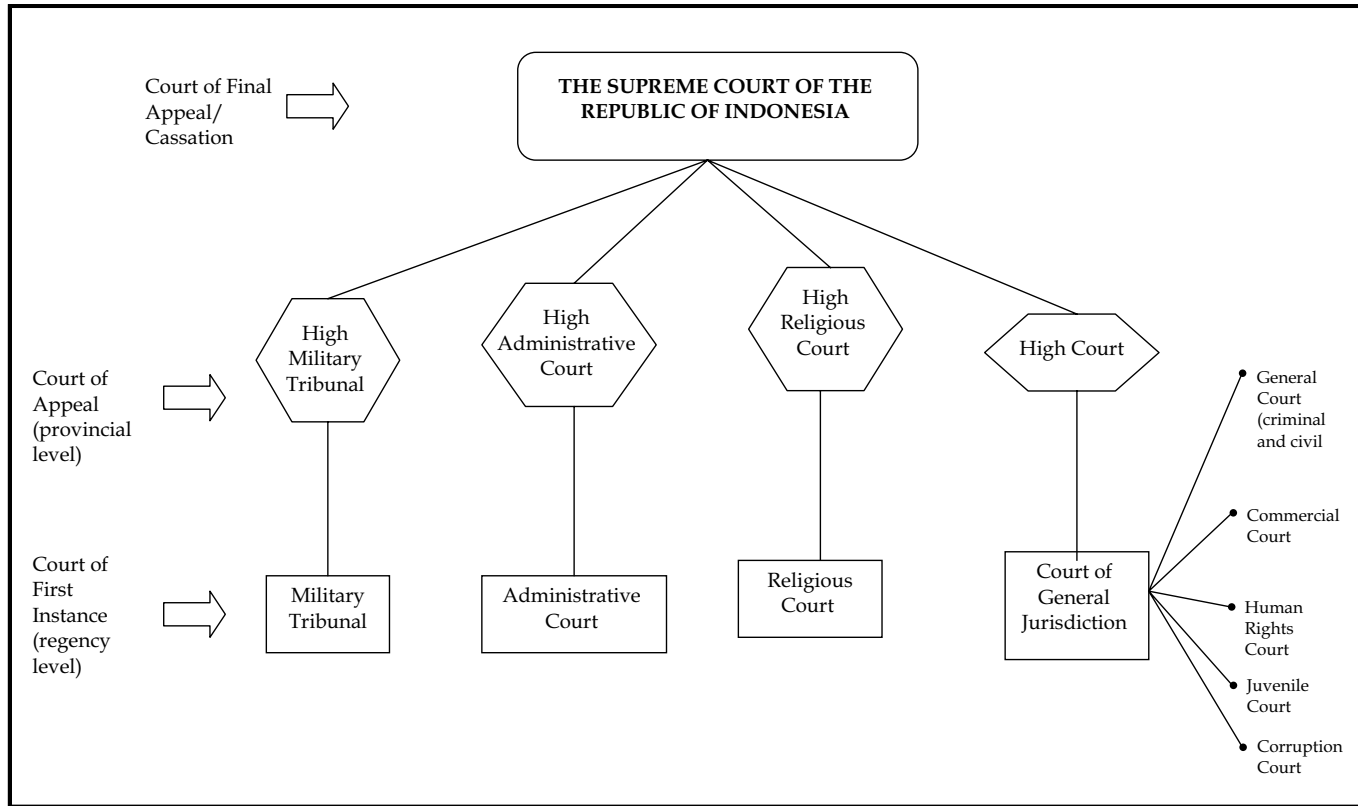 Court of Final
Appeal/
Cassation
THE SUPREME COURT OF THE
REPUBLIC OF INDONESIA
High
Military
Tribunal
High
Administrative
Court
High
Religious
Court
High Court
Court of
Appeal
(provincial
level)
General
Court
(criminal
and civil
Commercial
Court
Human
Rights
Court
Juvenile
Court
Corruption
Court
Court of
First
Instance
(regency
level)
Military
Tribunal
Administrative
Court
Religious
Court
Court of
General
Jurisdiction